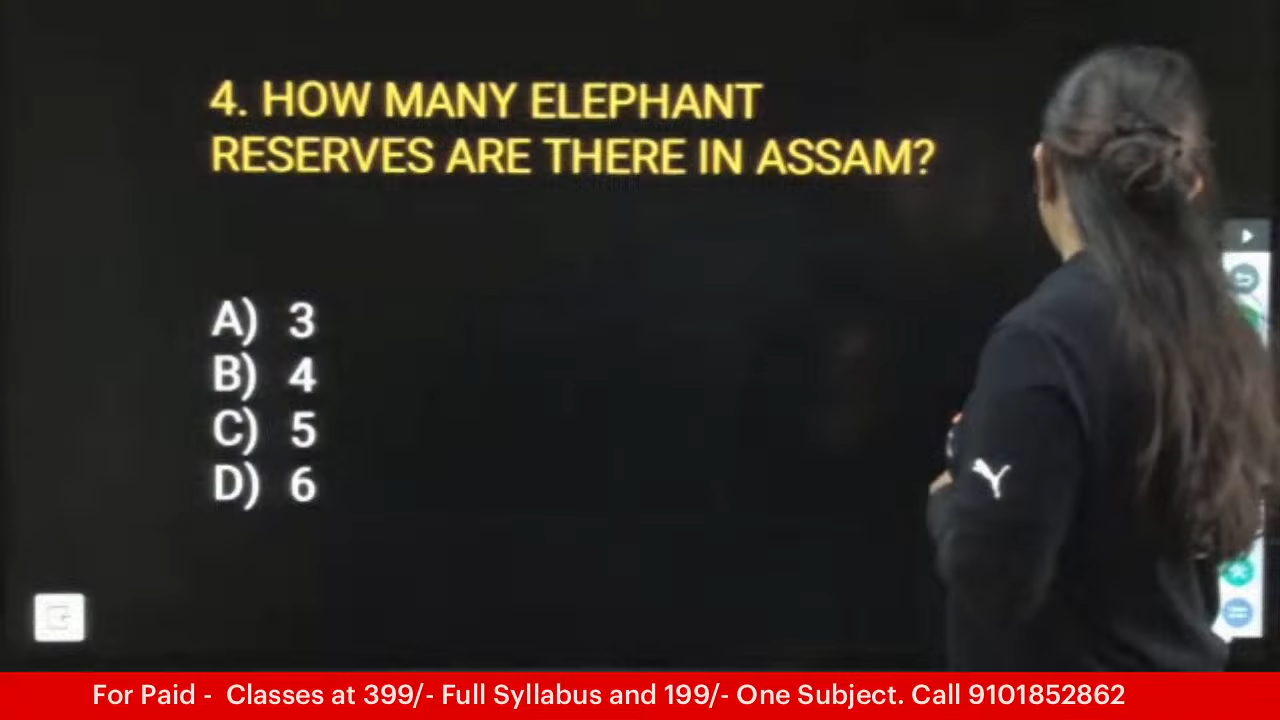 4. HOW MANY ELEPHANT
RESERVES ARE THERE IN ASSAM?
A) 3
B) 4
C) 5
D) 6
For Paid - Classes at 399/- Full Syllabus and 199/- One Subject. Call 9101852862